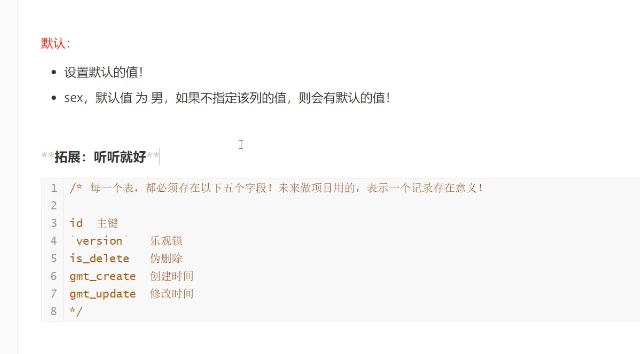 默认：
设置默认的值！
sex，默认值 为 男，如果不指定该列的值，则会有默认的值！
**拓展：听听就好**
1 /* 每一个表，都必须存在以下五个字段！未来做项目用的，表示一个记录存在意义！
2
3 id 主键
4 `version` 乐观锁
5 is_delete 伪删除
6 gmt_create 创建时间
7 gmt_update 修改时间
8 */